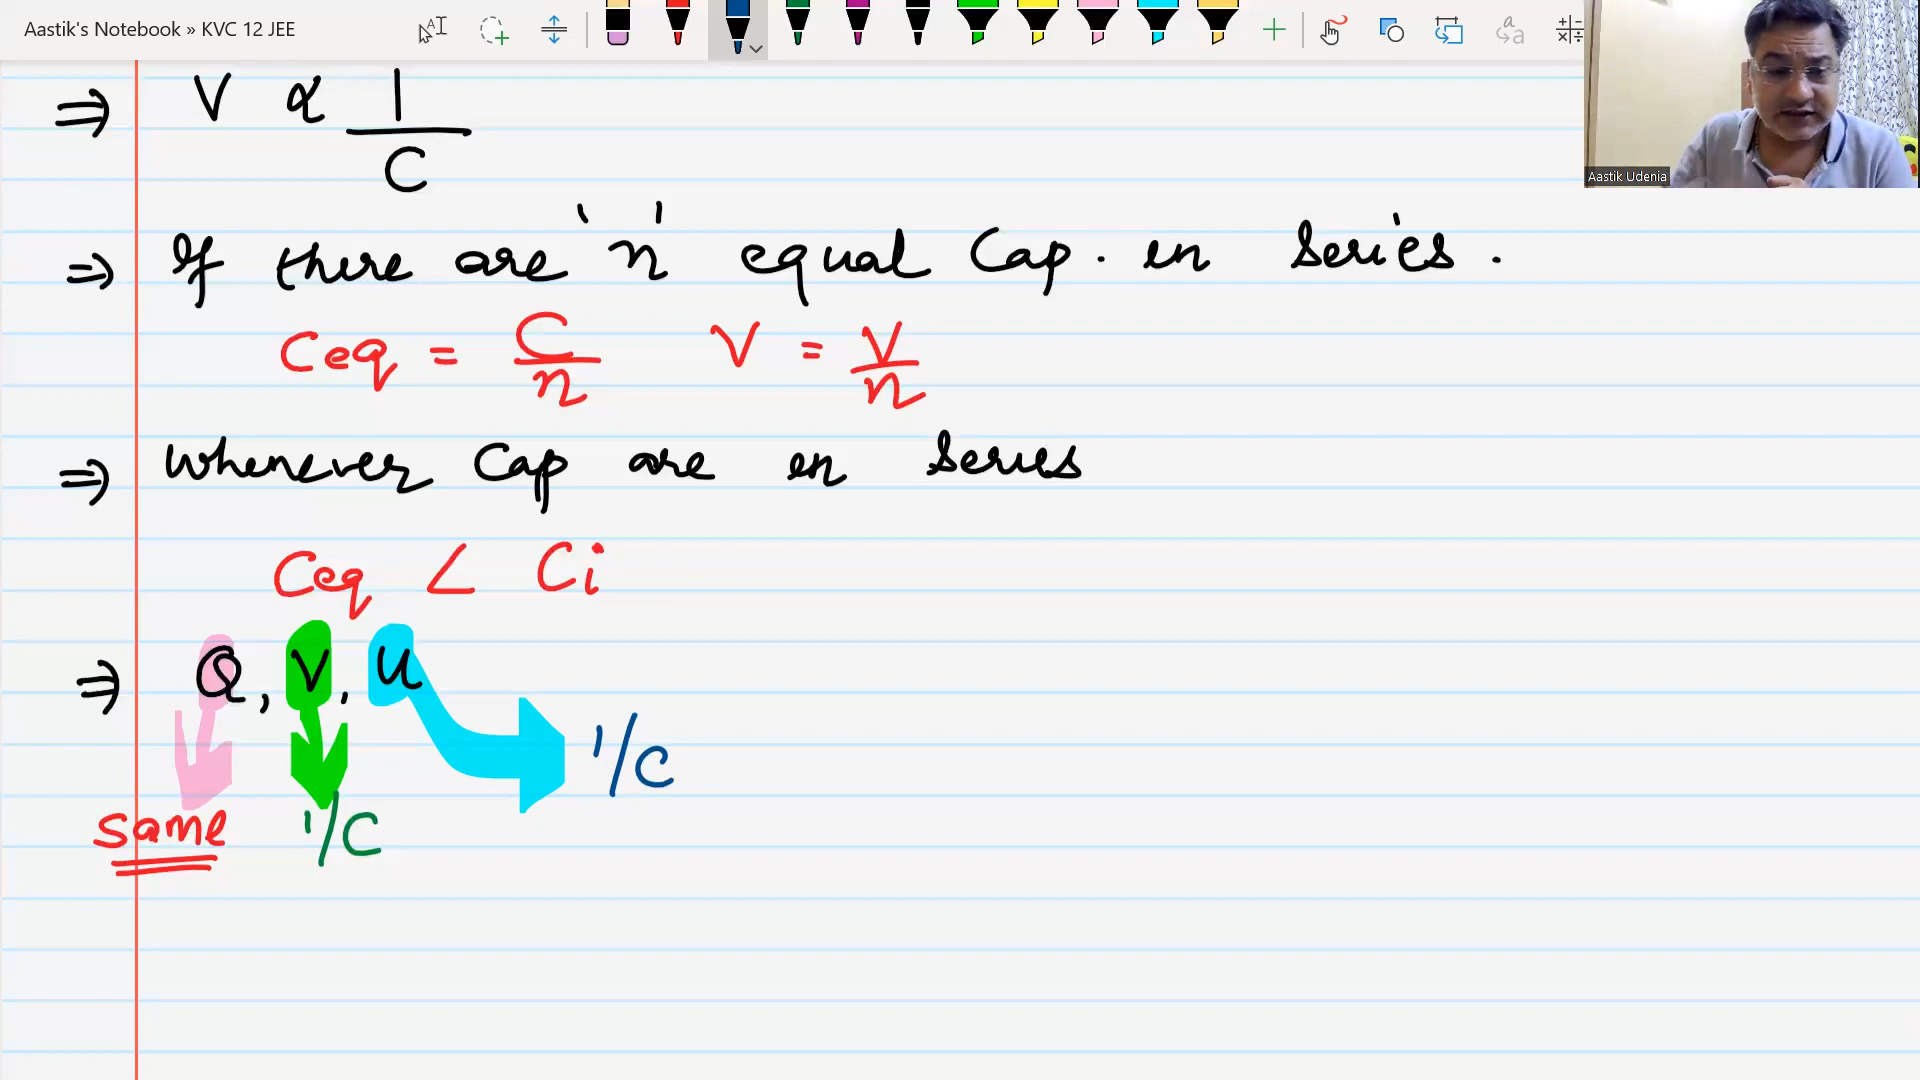 Aastik's Notebook » KVC 12 JEE
Aastik Udenia
⇒ V ∝ 1/C
⇒ If there are 'n' equal Cap. in Series.
Ceq = C/n V = V/n
⇒ Whenever Cap are in Series
Ceq < Ci
⇒ Q, V, U
1/C
same 1/C